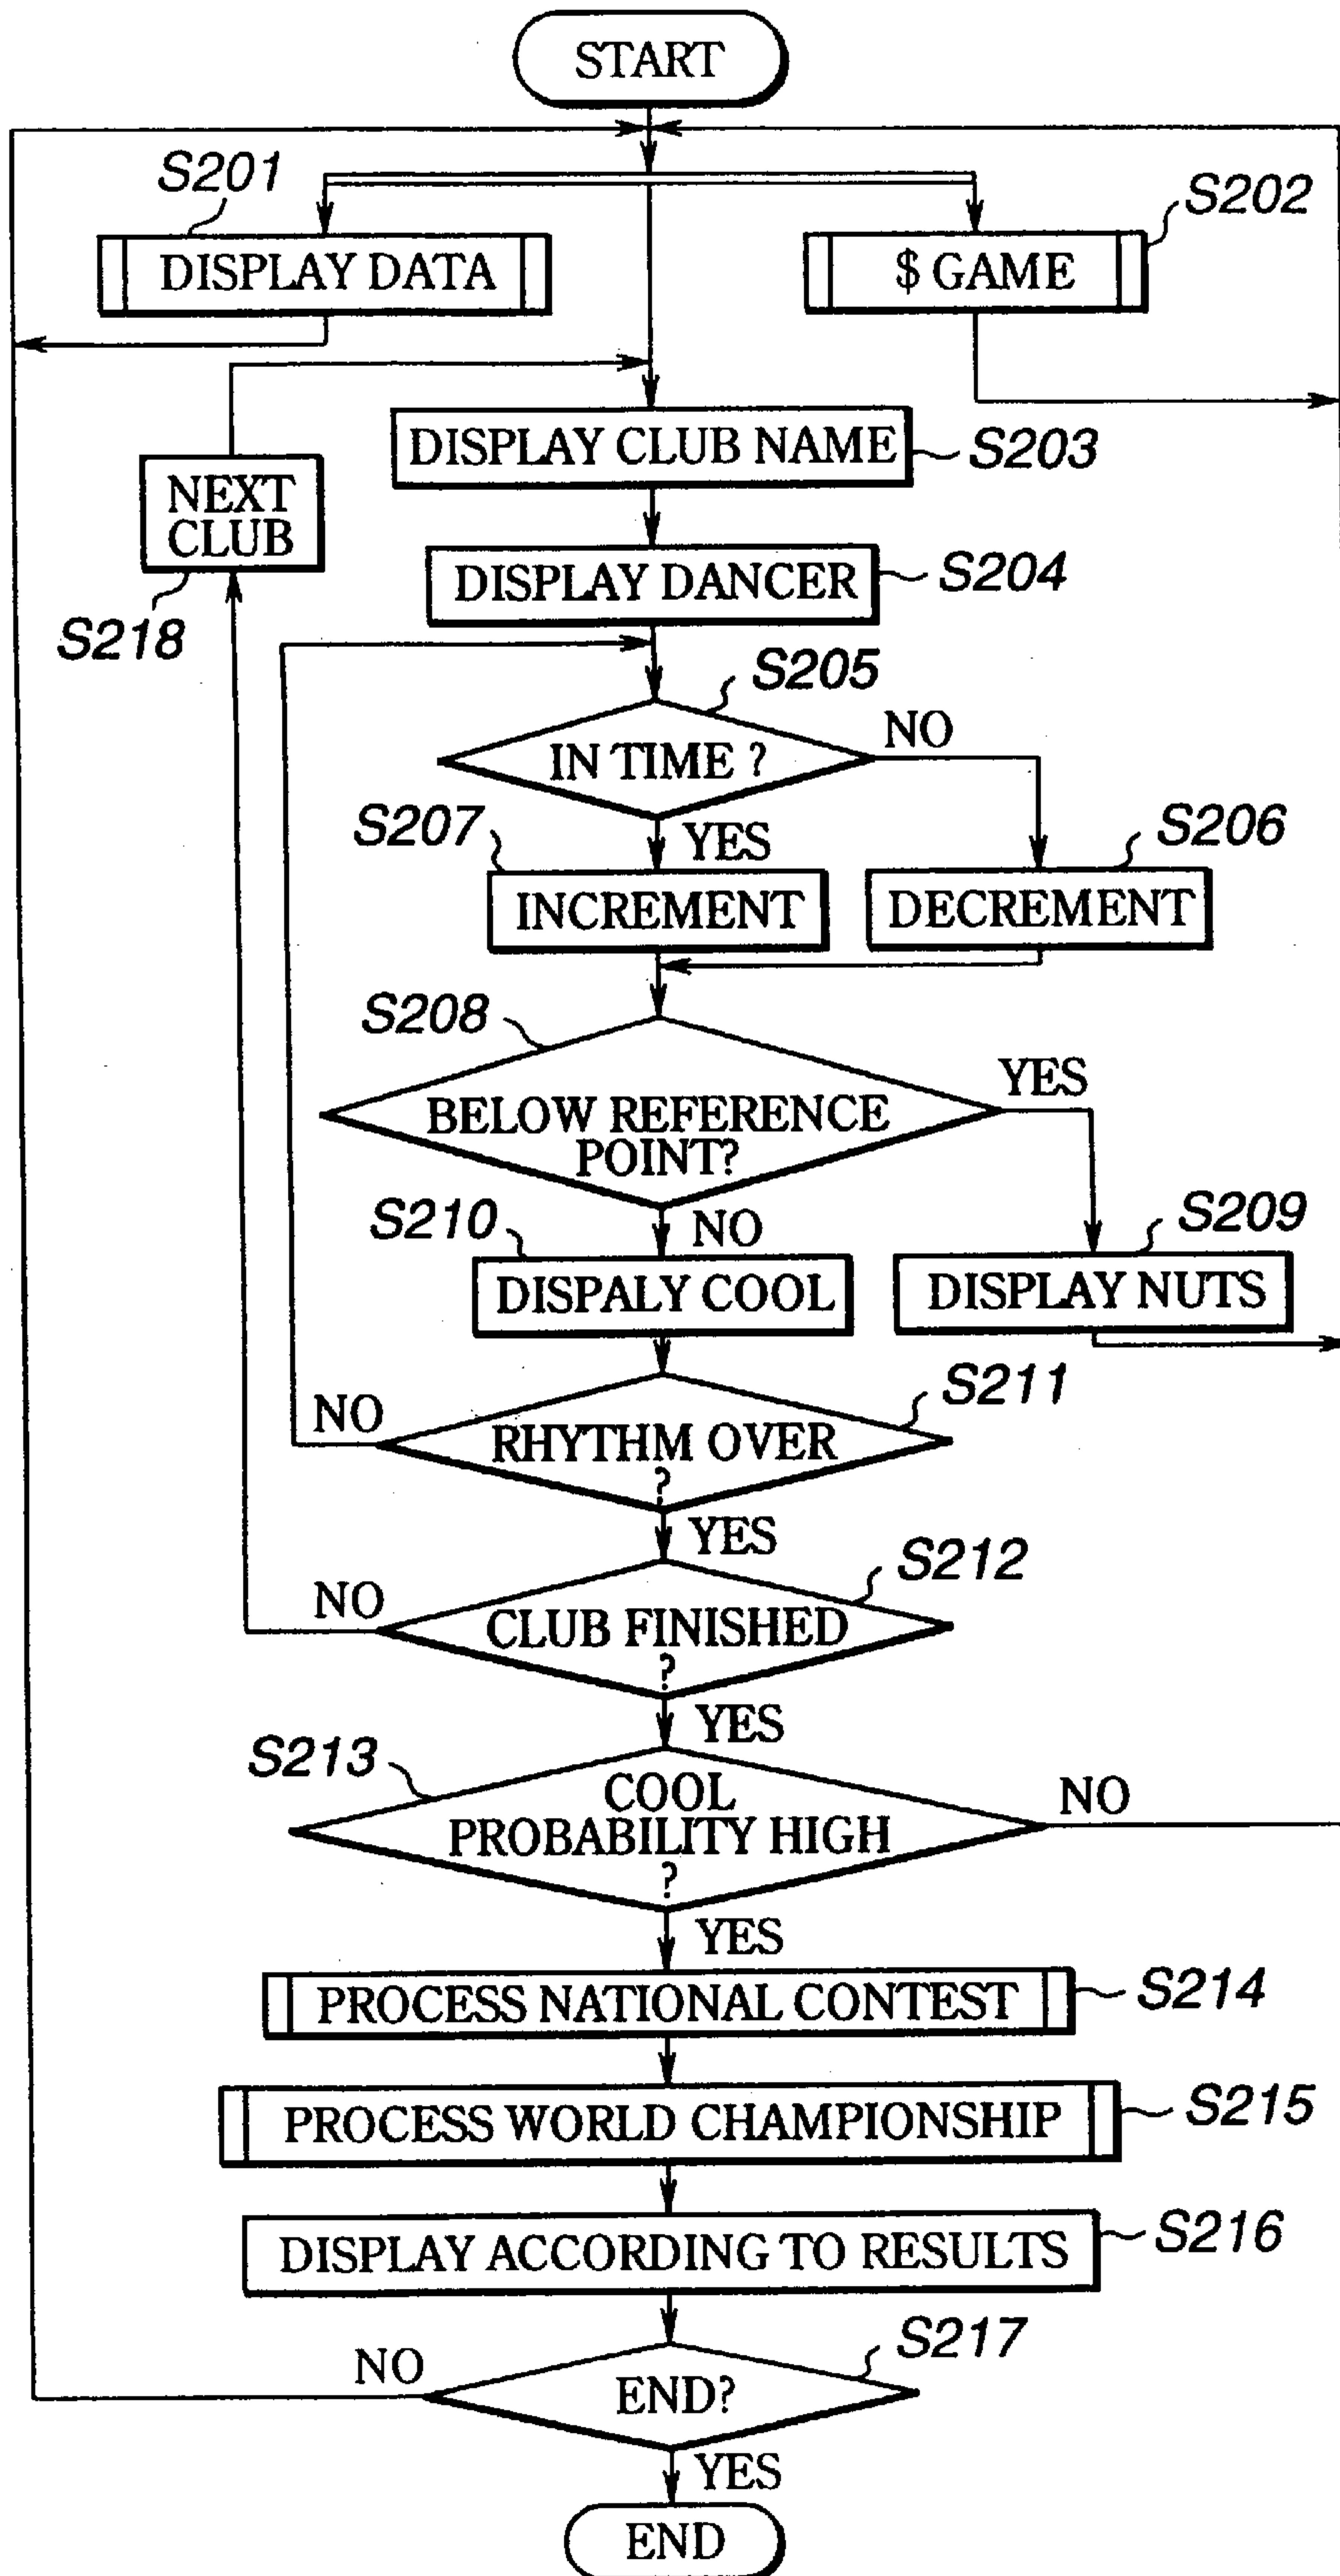 START
S201
S202
DISPLAY DATA
$ GAME
DISPLAY CLUB NAME
S203
NEXT
CLUB
S218
DISPLAY DANCER
S204
S205
IN TIME ?
NO
YES
S207
S206
INCREMENT
DECREMENT
S208
BELOW REFERENCE
POINT?
YES
NO
S210
S209
DISPALY COOL
DISPLAY NUTS
S211
NO
RHYTHM OVER
?
YES
S212
NO
CLUB FINISHED
?
YES
S213
COOL
PROBABILITY HIGH
?
NO
YES
PROCESS NATIONAL CONTEST
S214
PROCESS WORLD CHAMPIONSHIP
S215
DISPLAY ACCORDING TO RESULTS
S216
S217
NO
END?
YES
END